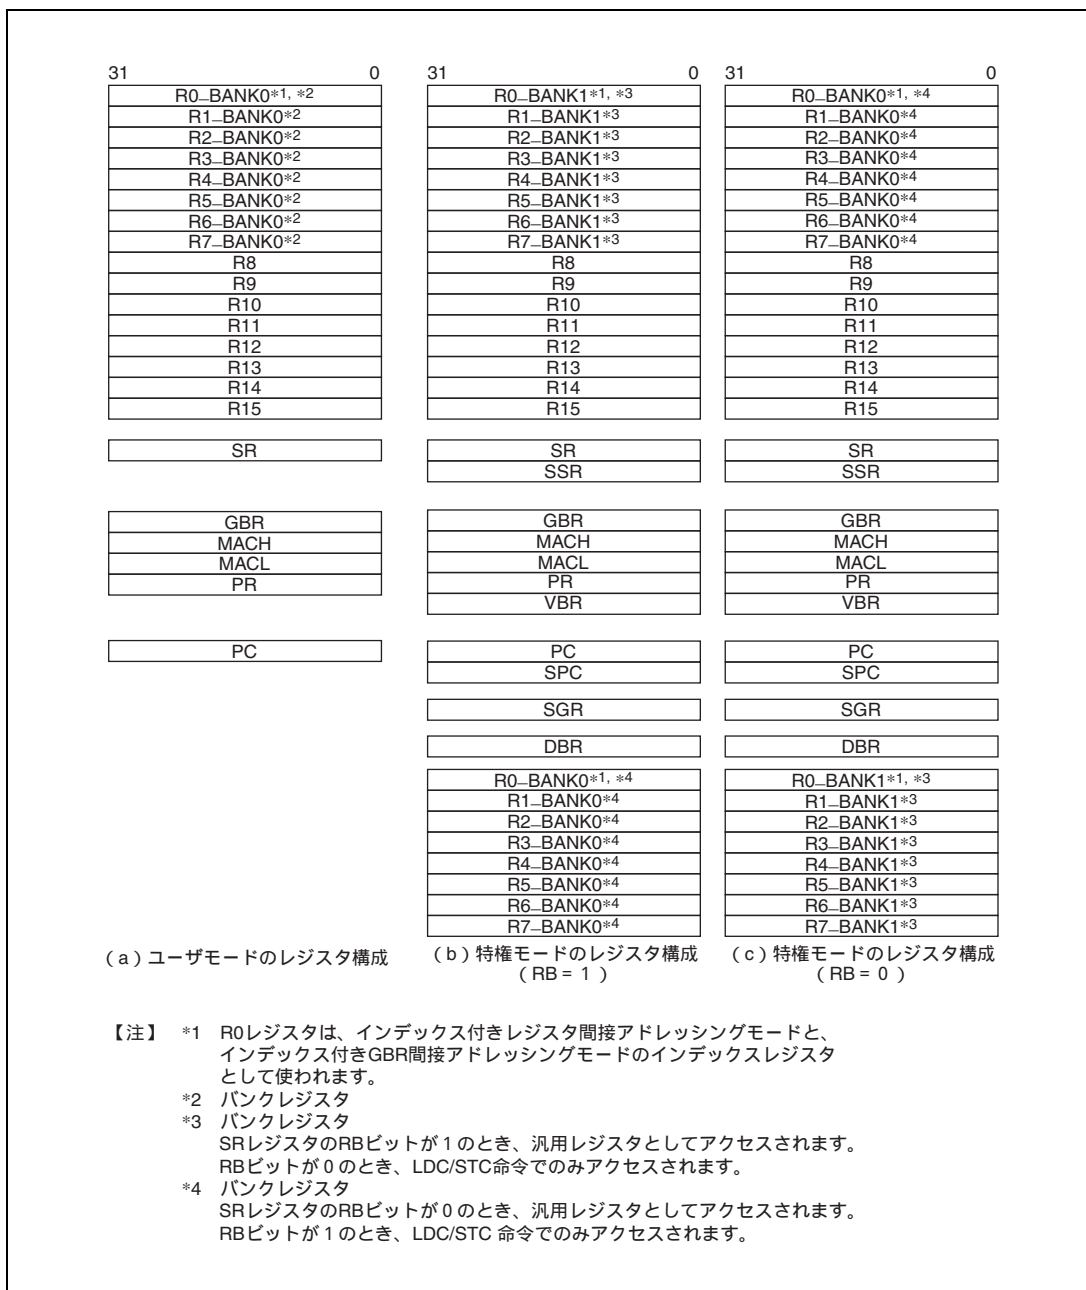 31 0 31 0 31 0
R0_BANK0*1, *2 R0_BANK1*1, *3 R0_BANK0*1, *4
R1_BANK0*2 R1_BANK1*3 R1_BANK0*4
R2_BANK0*2 R2_BANK1*3 R2_BANK0*4
R3_BANK0*2 R3_BANK1*3 R3_BANK0*4
R4_BANK0*2 R4_BANK1*3 R4_BANK0*4
R5_BANK0*2 R5_BANK1*3 R5_BANK0*4
R6_BANK0*2 R6_BANK1*3 R6_BANK0*4
R7_BANK0*2 R7_BANK1*3 R7_BANK0*4
R8 R8 R8
R9 R9 R9
R10 R10 R10
R11 R11 R11
R12 R12 R12
R13 R13 R13
R14 R14 R14
R15 R15 R15
SR SR SR
SSR SSR
GBR GBR GBR
MACH MACH MACH
MACL MACL MACL
PR PR PR
VBR VBR
PC PC PC
SPC SPC
SGR SGR
DBR DBR
R0_BANK0*1, *4 R0_BANK1*1, *3
R1_BANK0*4 R1_BANK1*3
R2_BANK0*4 R2_BANK1*3
R3_BANK0*4 R3_BANK1*3
R4_BANK0*4 R4_BANK1*3
R5_BANK0*4 R5_BANK1*3
R6_BANK0*4 R6_BANK1*3
R7_BANK0*4 R7_BANK1*3
（a）ユーザモードのレジスタ構成 （b）特権モードのレジスタ構成 （c）特権モードのレジスタ構成
（RB = 1 ） （RB = 0 ）
【注】 *1 R0レジスタは、インデックス付きレジスタ間接アドレッシングモードと、
インデックス付きGBR間接アドレッシングモードのインデックスレジスタ
として使われます。
*2 バンクレジスタ
*3 バンクレジスタ
SRレジスタのRBビットが１のとき、汎用レジスタとしてアクセスされます。
RBビットが０のとき、LDC/STC命令でのみアクセスされます。
*4 バンクレジスタ
SRレジスタのRBビットが０のとき、汎用レジスタとしてアクセスされます。
RBビットが１のとき、LDC/STC 命令でのみアクセスされます。